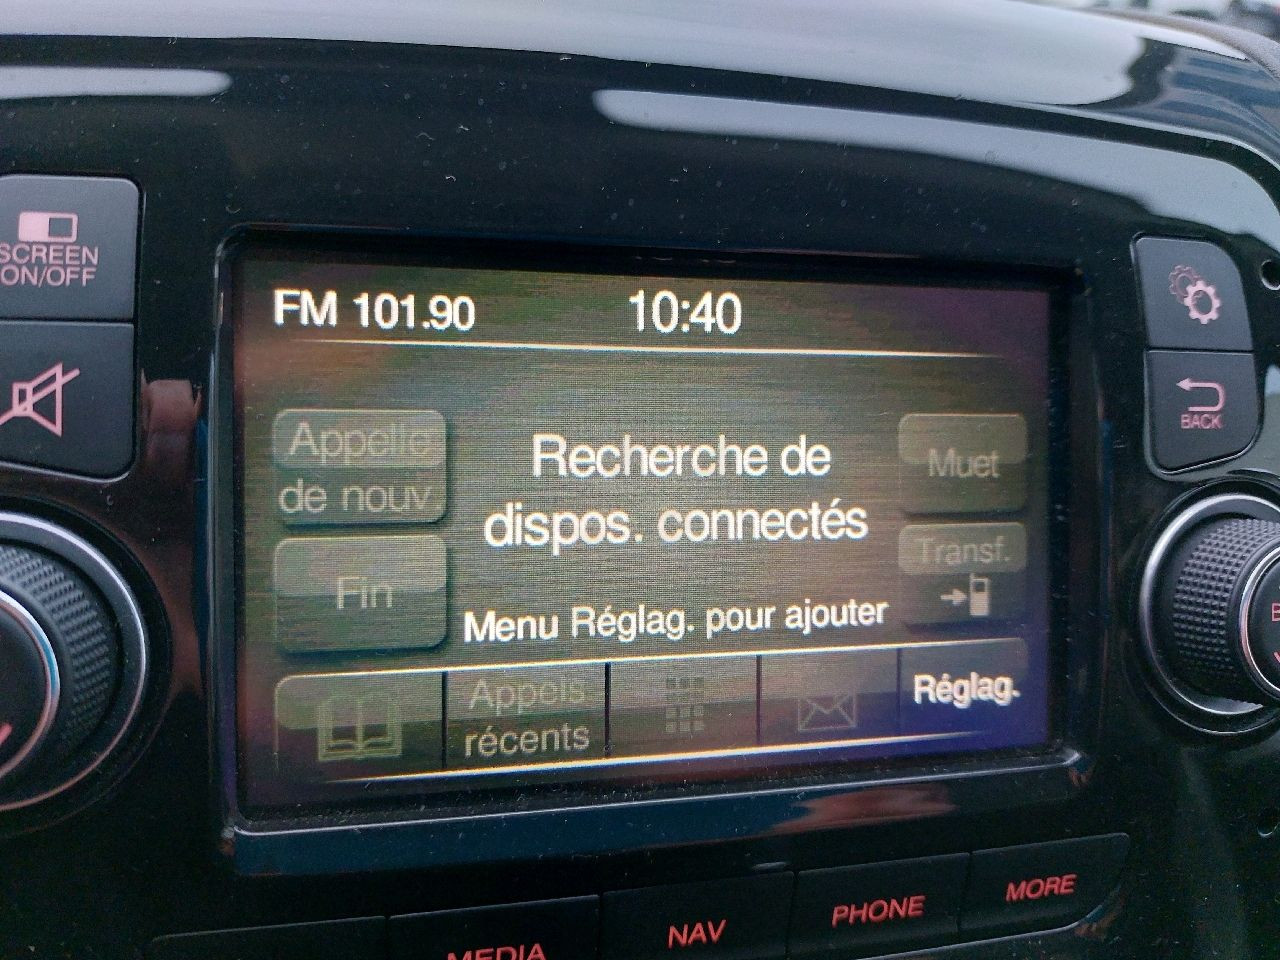 SCREEN
ON/OFF
FM 101.90
10:40
BACK
Appelle
de nouv
Recherche de
dispos. connectés
Muet
Transf.
Fin
Menu Réglag. pour ajouter
Appels
récents
Réglag.
MEDIA
NAV
PHONE
MORE